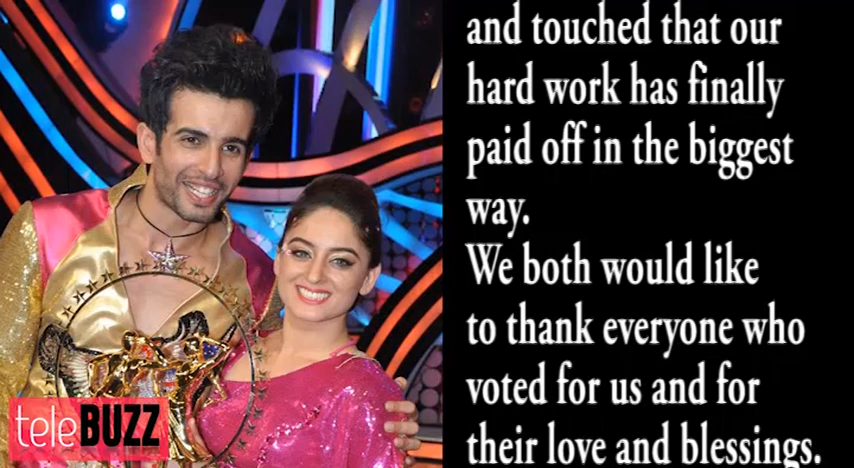 and touched that our
hard work has finally
paid off in the biggest
way.
We both would like
to thank everyone who
voted for us and for
their love and blessings.
teleBUZZ